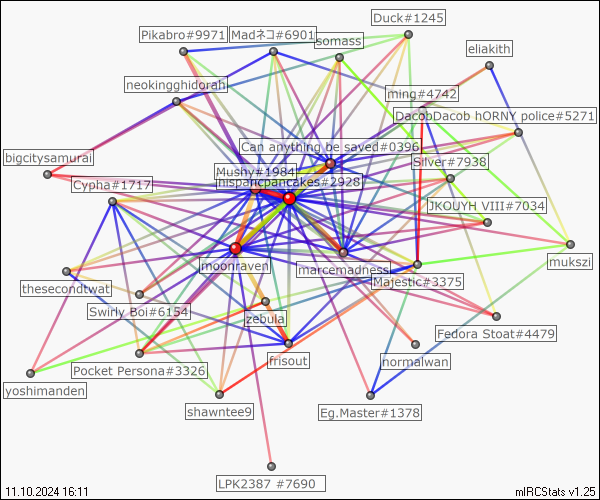 Duck#1245
Pikabro#9971
Madネコ#6901
somass
eliakith
neokingghidorah
ming#4742
DacobDacob hORNY police#5271
Can anything be saved#0396
bigcitysamurai
Silver#7938
Mushy#1984
hispanicpancakes#2928
Cypha#1717
JKOUYH VIII#7034
moonraven
marcemadness
mukszi
Majestic#3375
thesecondtwat
Swirly Boi#6154
zebula
Fedora Stoat#4479
frisout
normalwan
Pocket Persona#3326
yoshimanden
shawntee9
Eg.Master#1378
LPK2387 #7690
11.10.2024 16:11
mIRCStats v1.25